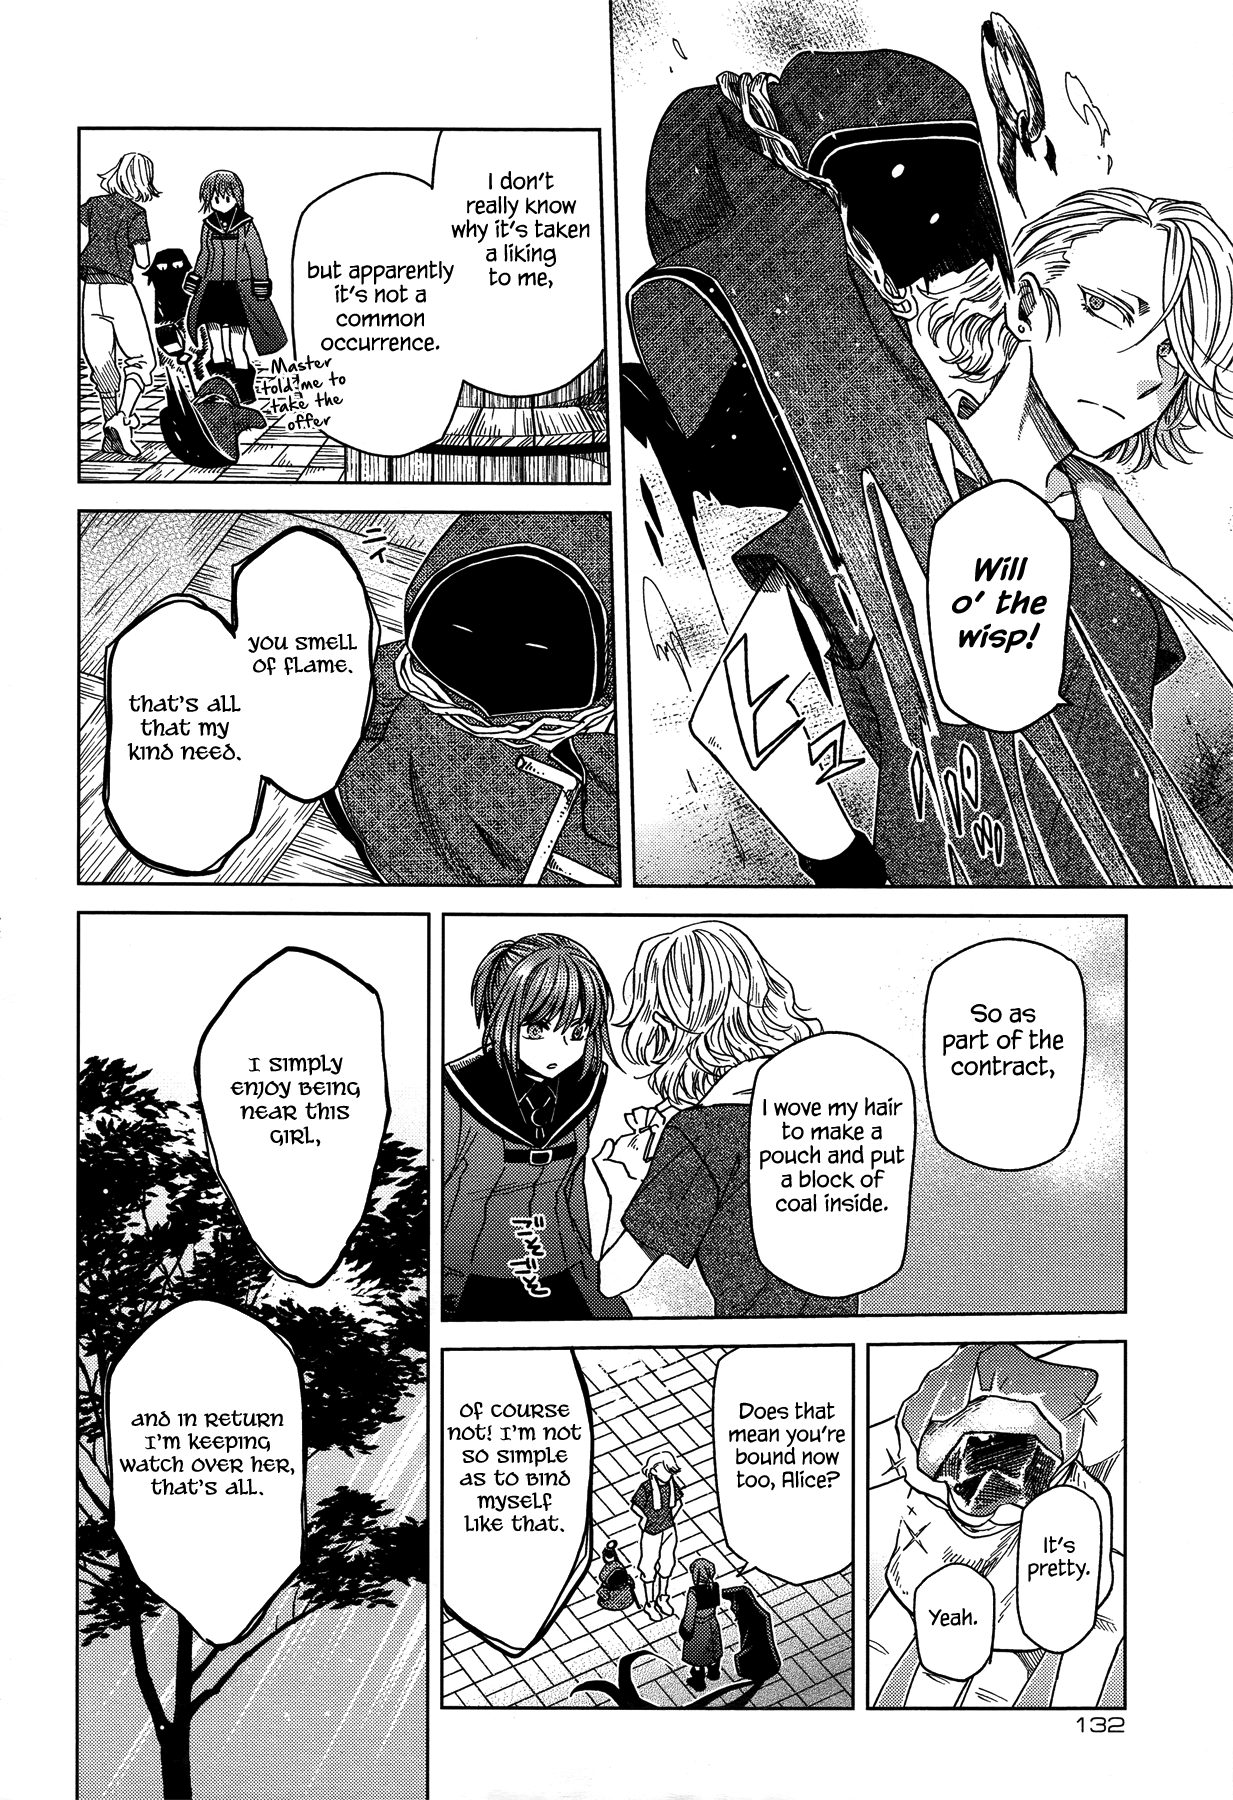 Will
o' the
wisp!
I don't
really know
why it's taken
a liking
to me,
but apparently
it's not a
common
occurrence.
Master
told me to
take the
offer
you smell
of flame.
that's all
that my
kind need.
ニィ
So as
part of the
contract,
I wove my hair
to make a
pouch and put
a block of
coal inside.
It's
pretty.
Yeah.
Does that
mean you're
bound now
too, Alice?
of course
not! I'm not
so simple
as to bind
myself
like that.
I simply
enjoy being
near this
girl,
and in return
I'm keeping
watch over her,
that's all.
132